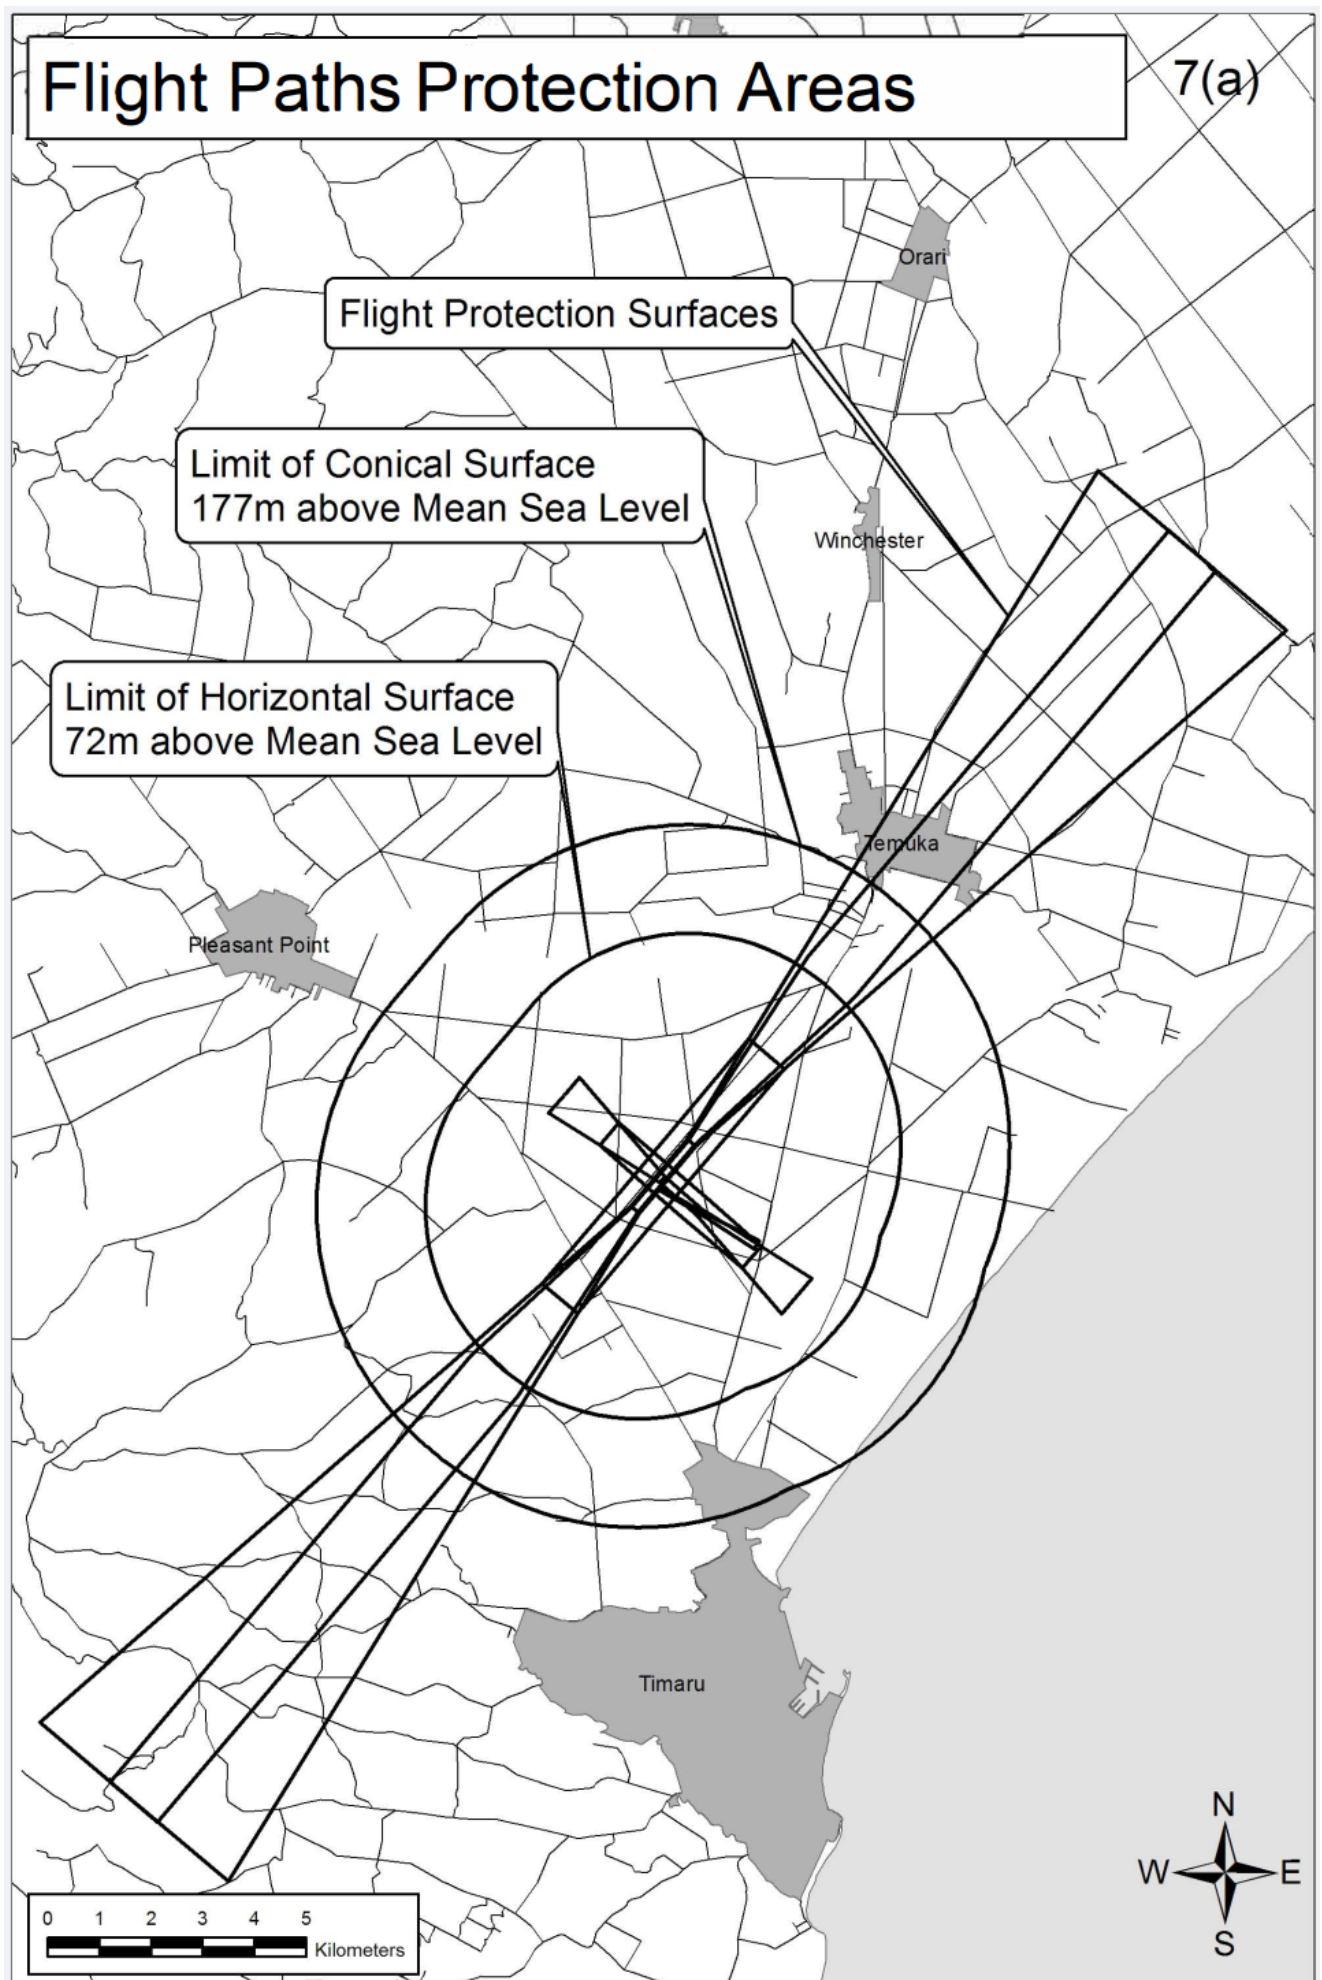 Flight Paths Protection Areas
7(a)
Orari
Flight Protection Surfaces
Limit of Conical Surface
177m above Mean Sea Level
Winchester
Limit of Horizontal Surface
72m above Mean Sea Level
Temuka
Pleasant Point
Timaru
N
W E
S
0 1 2 3 4 5
Kilometers